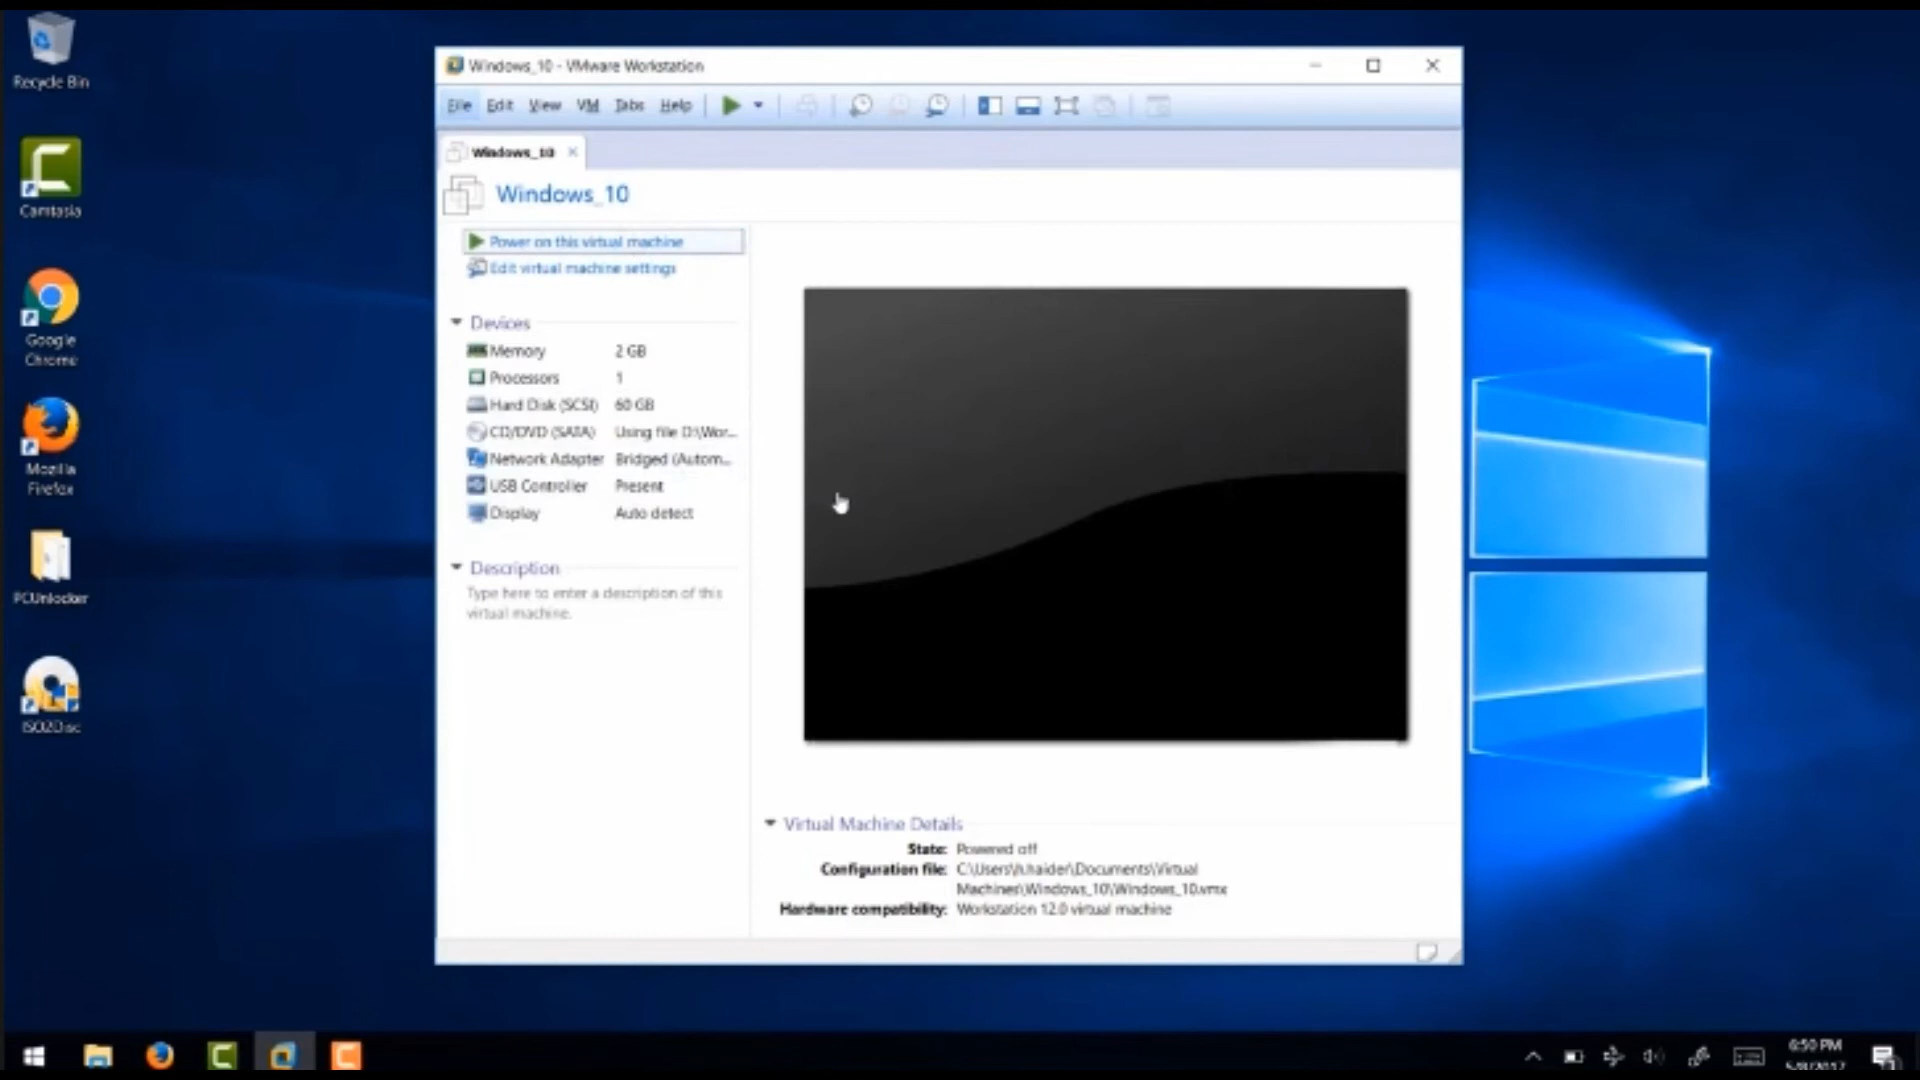 Recycle Bin
Camtasia
Google
Chrome
Mozilla
Firefox
PCUnlocker
ISO2Disc
Windows_10 - VMware Workstation
File Edit View VM Tabs Help
Windows_10
Windows_10
Power on this virtual machine
Edit virtual machine settings
Devices
Memory 2 GB
Processors 1
Hard Disk (SCSI) 60 GB
CD/DVD (SATA) Using file D:\Wor...
Network Adapter Bridged (Autom...
USB Controller Present
Display Auto detect
Description
Type here to enter a description of this
virtual machine.
Virtual Machine Details
State: Powered off
Configuration file: C:\Users\h.haider\Documents\Virtual
Machines\Windows_10\Windows_10.vmx
Hardware compatibility: Workstation 12.0 virtual machine
6:50 PM
5/8/2017